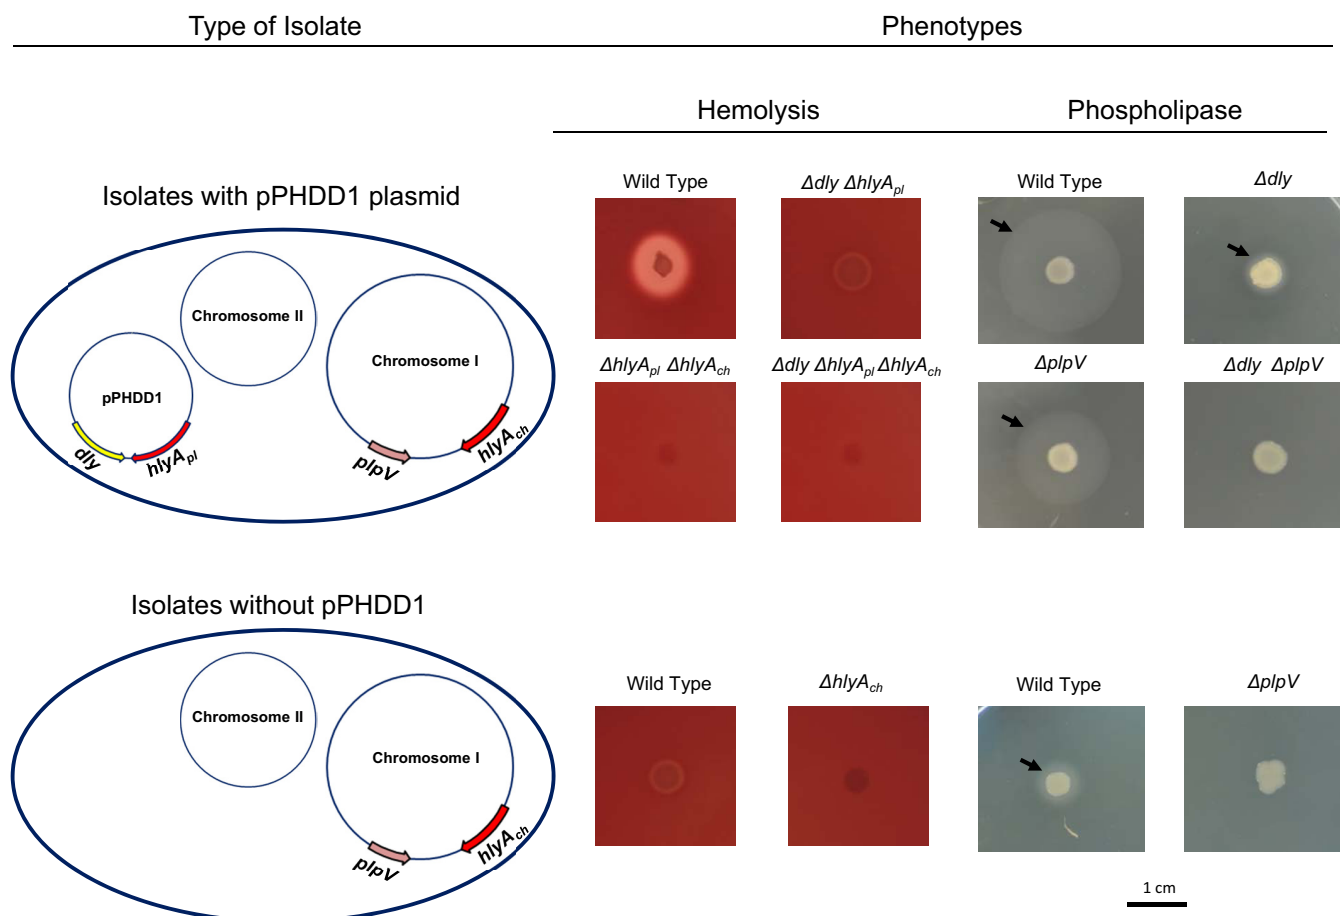 Type of Isolate
Phenotypes
Hemolysis
Phospholipase
Isolates with pPHDD1 plasmid
Wild Type
Δdly ΔhlyApl
Wild Type
Δdly
Chromosome II
Chromosome I
pPHDD1
dly
hlyApl
plpV
hlyAch
ΔhlyApl ΔhlyAch
Δdly ΔhlyApl ΔhlyAch
ΔplpV
Δdly ΔplpV
Isolates without pPHDD1
Chromosome II
Chromosome I
plpV
hlyAch
Wild Type
ΔhlyAch
Wild Type
ΔplpV
1 cm